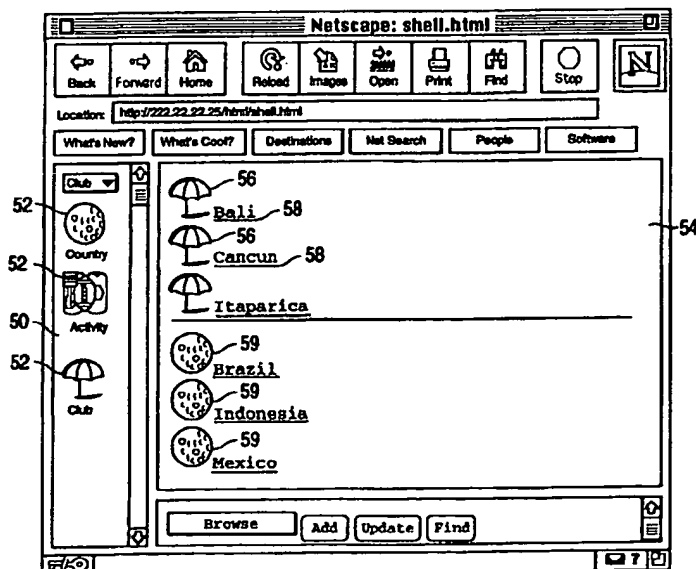 Netscape: shell.html
Back Forward Home Reload Images Open Print Find Stop N
Location: http://222.22.22.25/html/shell.html
What's New? What's Cool? Destinations Net Search People Software
Club
52
Country
52
Activity
50
52
Club
56
Bali 58
56
Cancun 58
54
Itaparica
59
Brazil
59
Indonesia
59
Mexico
Browse Add Update Find
?